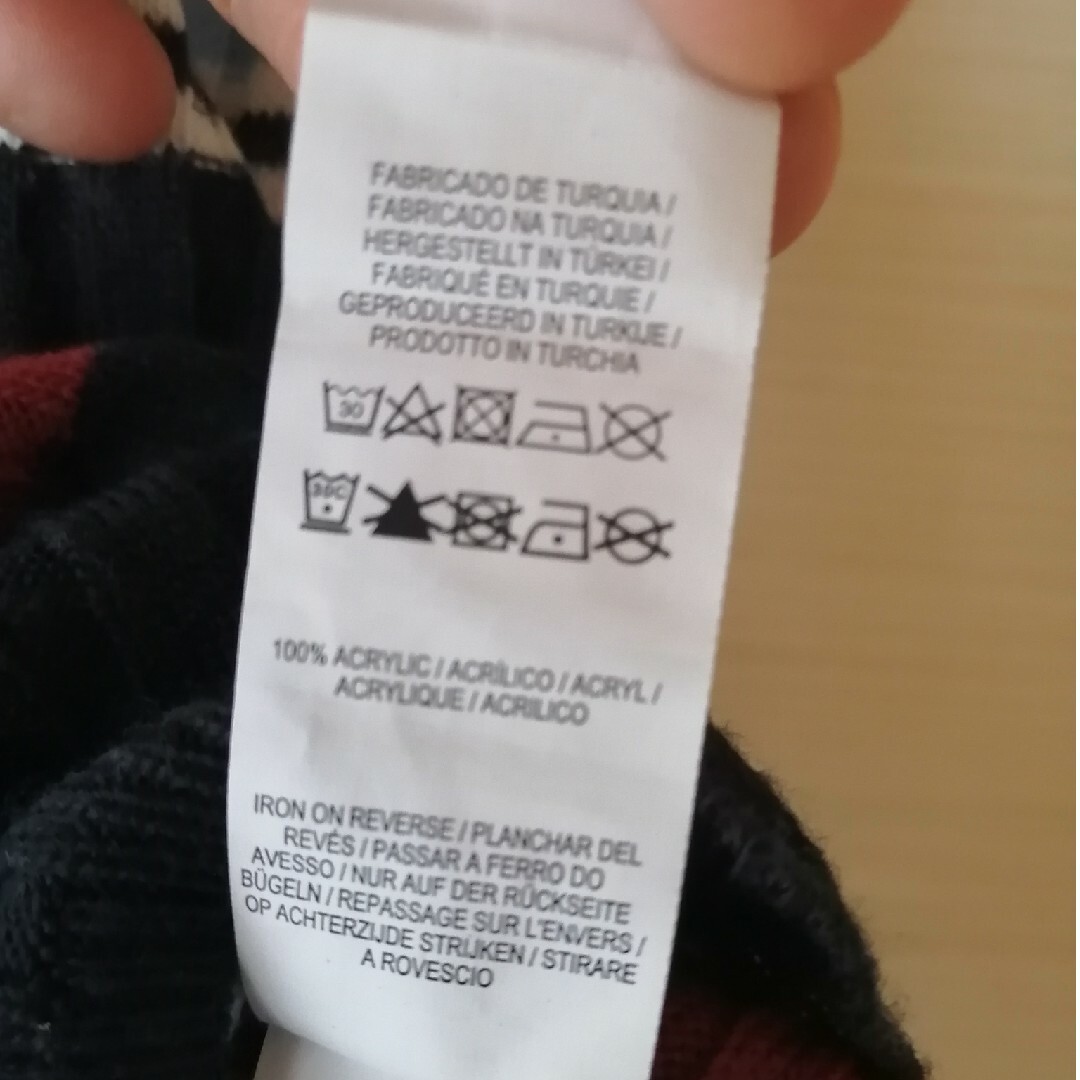 FABRICADO DE TURQUIA /
FABRICADO NA TURQUIA /
HERGESTELLT IN TÜRKEI /
FABRIQUÉ EN TURQUIE /
GEPRODUCEERD IN TURKIJE /
PRODOTTO IN TURCHIA
30
30C
100% ACRYLIC / ACRÍLICO / ACRYL /
ACRYLIQUE / ACRILICO
IRON ON REVERSE / PLANCHAR DEL
REVÉS / PASSAR A FERRO DO
AVESSO / NUR AUF DER RÜCKSEITE
BÜGELN / REPASSAGE SUR L'ENVERS /
OP ACHTERZIJDE STRIJKEN / STIRARE
A ROVESCIO